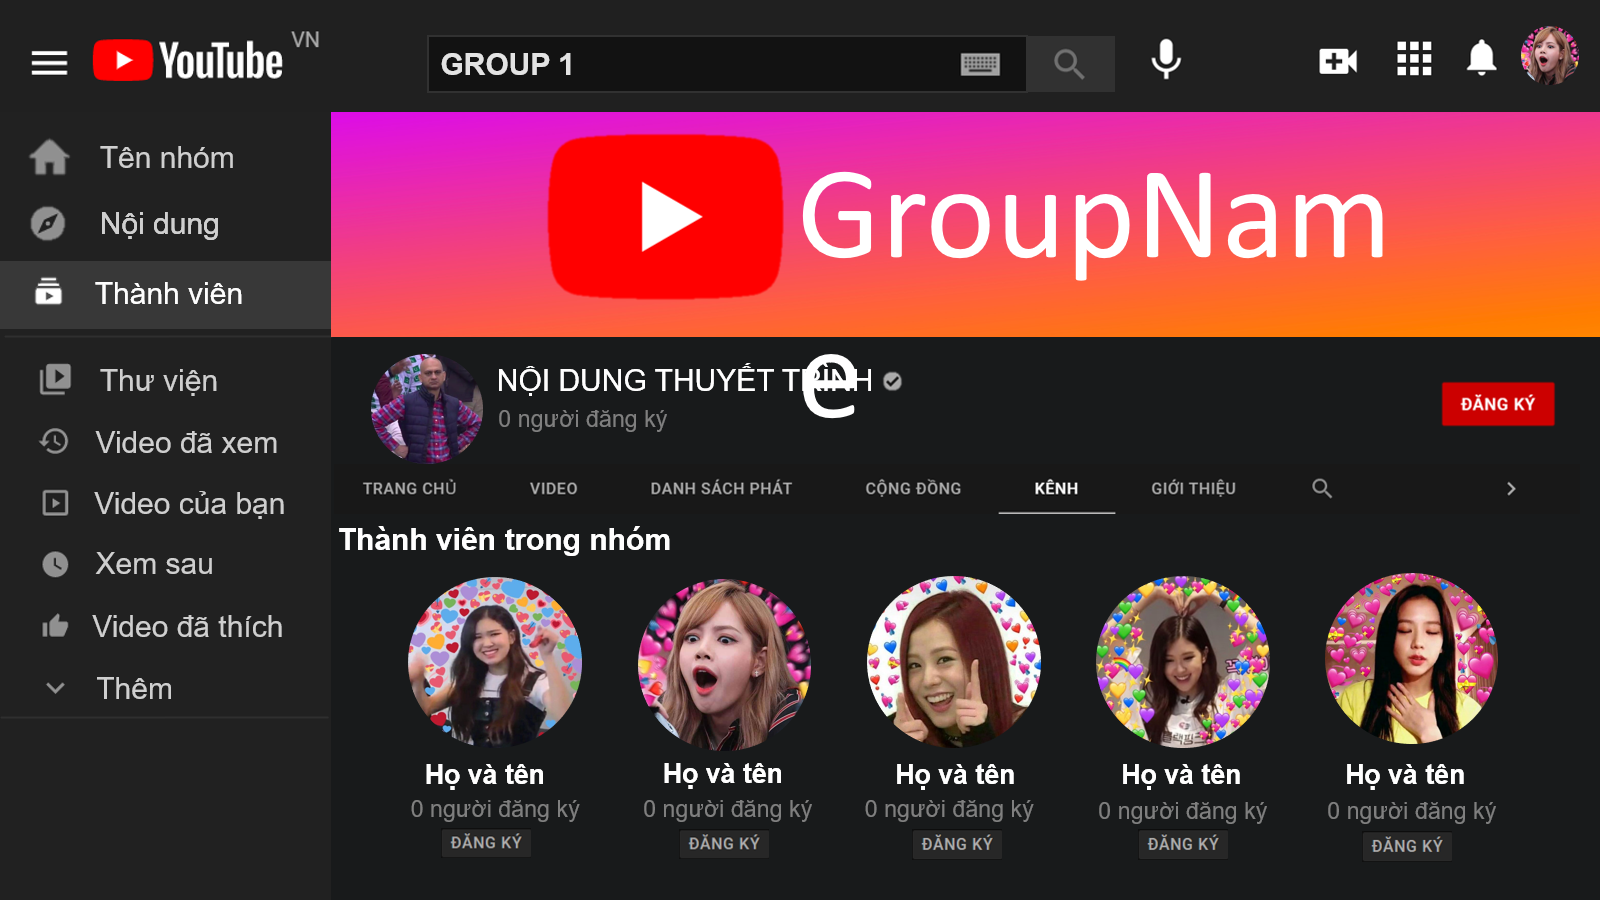 YouTube VN
GROUP 1
Tên nhóm
Nội dung
Thành viên
Thư viện
Video đã xem
Video của bạn
Xem sau
Video đã thích
Thêm
GroupNam
e
NỘI DUNG THUYẾT TRÌNH
0 người đăng ký
ĐĂNG KÝ
TRANG CHỦ VIDEO DANH SÁCH PHÁT CỘNG ĐỒNG KÊNH GIỚI THIỆU
Thành viên trong nhóm
Họ và tên Họ và tên Họ và tên Họ và tên Họ và tên
0 người đăng ký 0 người đăng ký 0 người đăng ký 0 người đăng ký 0 người đăng ký
ĐĂNG KÝ ĐĂNG KÝ ĐĂNG KÝ ĐĂNG KÝ ĐĂNG KÝ